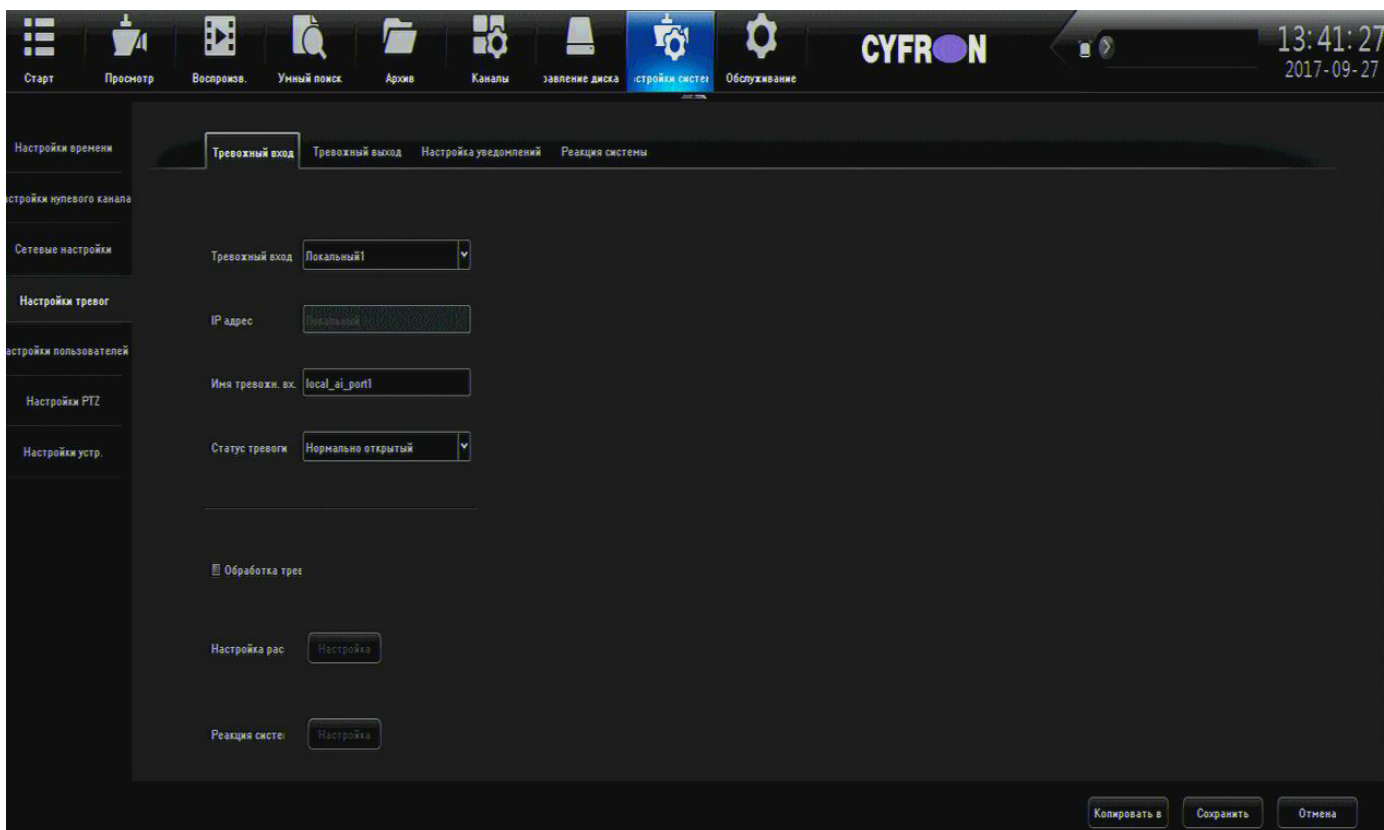 Старт
Просмотр
Воспроизв.
Умный поиск
Архив
Каналы
завление диска
:стройки систег
Обслуживание
CYFRON
13:41:27
2017-09-27
Настройки времени
астройки нулевого канала
Сетевые настройки
Настройки тревог
астройки пользователей
Настройки PTZ
Настройки устр.
Тревожный вход Тревожный выход Настройка уведомлений Реакция системы
Тревожный вход Локальный1
IP адрес Локальный
Имя тревожн. вх. local_ai_port1
Статус тревоги Нормально открытый
Обработка трев
Настройка рас Настройка
Реакция систе Настройка
Копировать в Сохранить Отмена